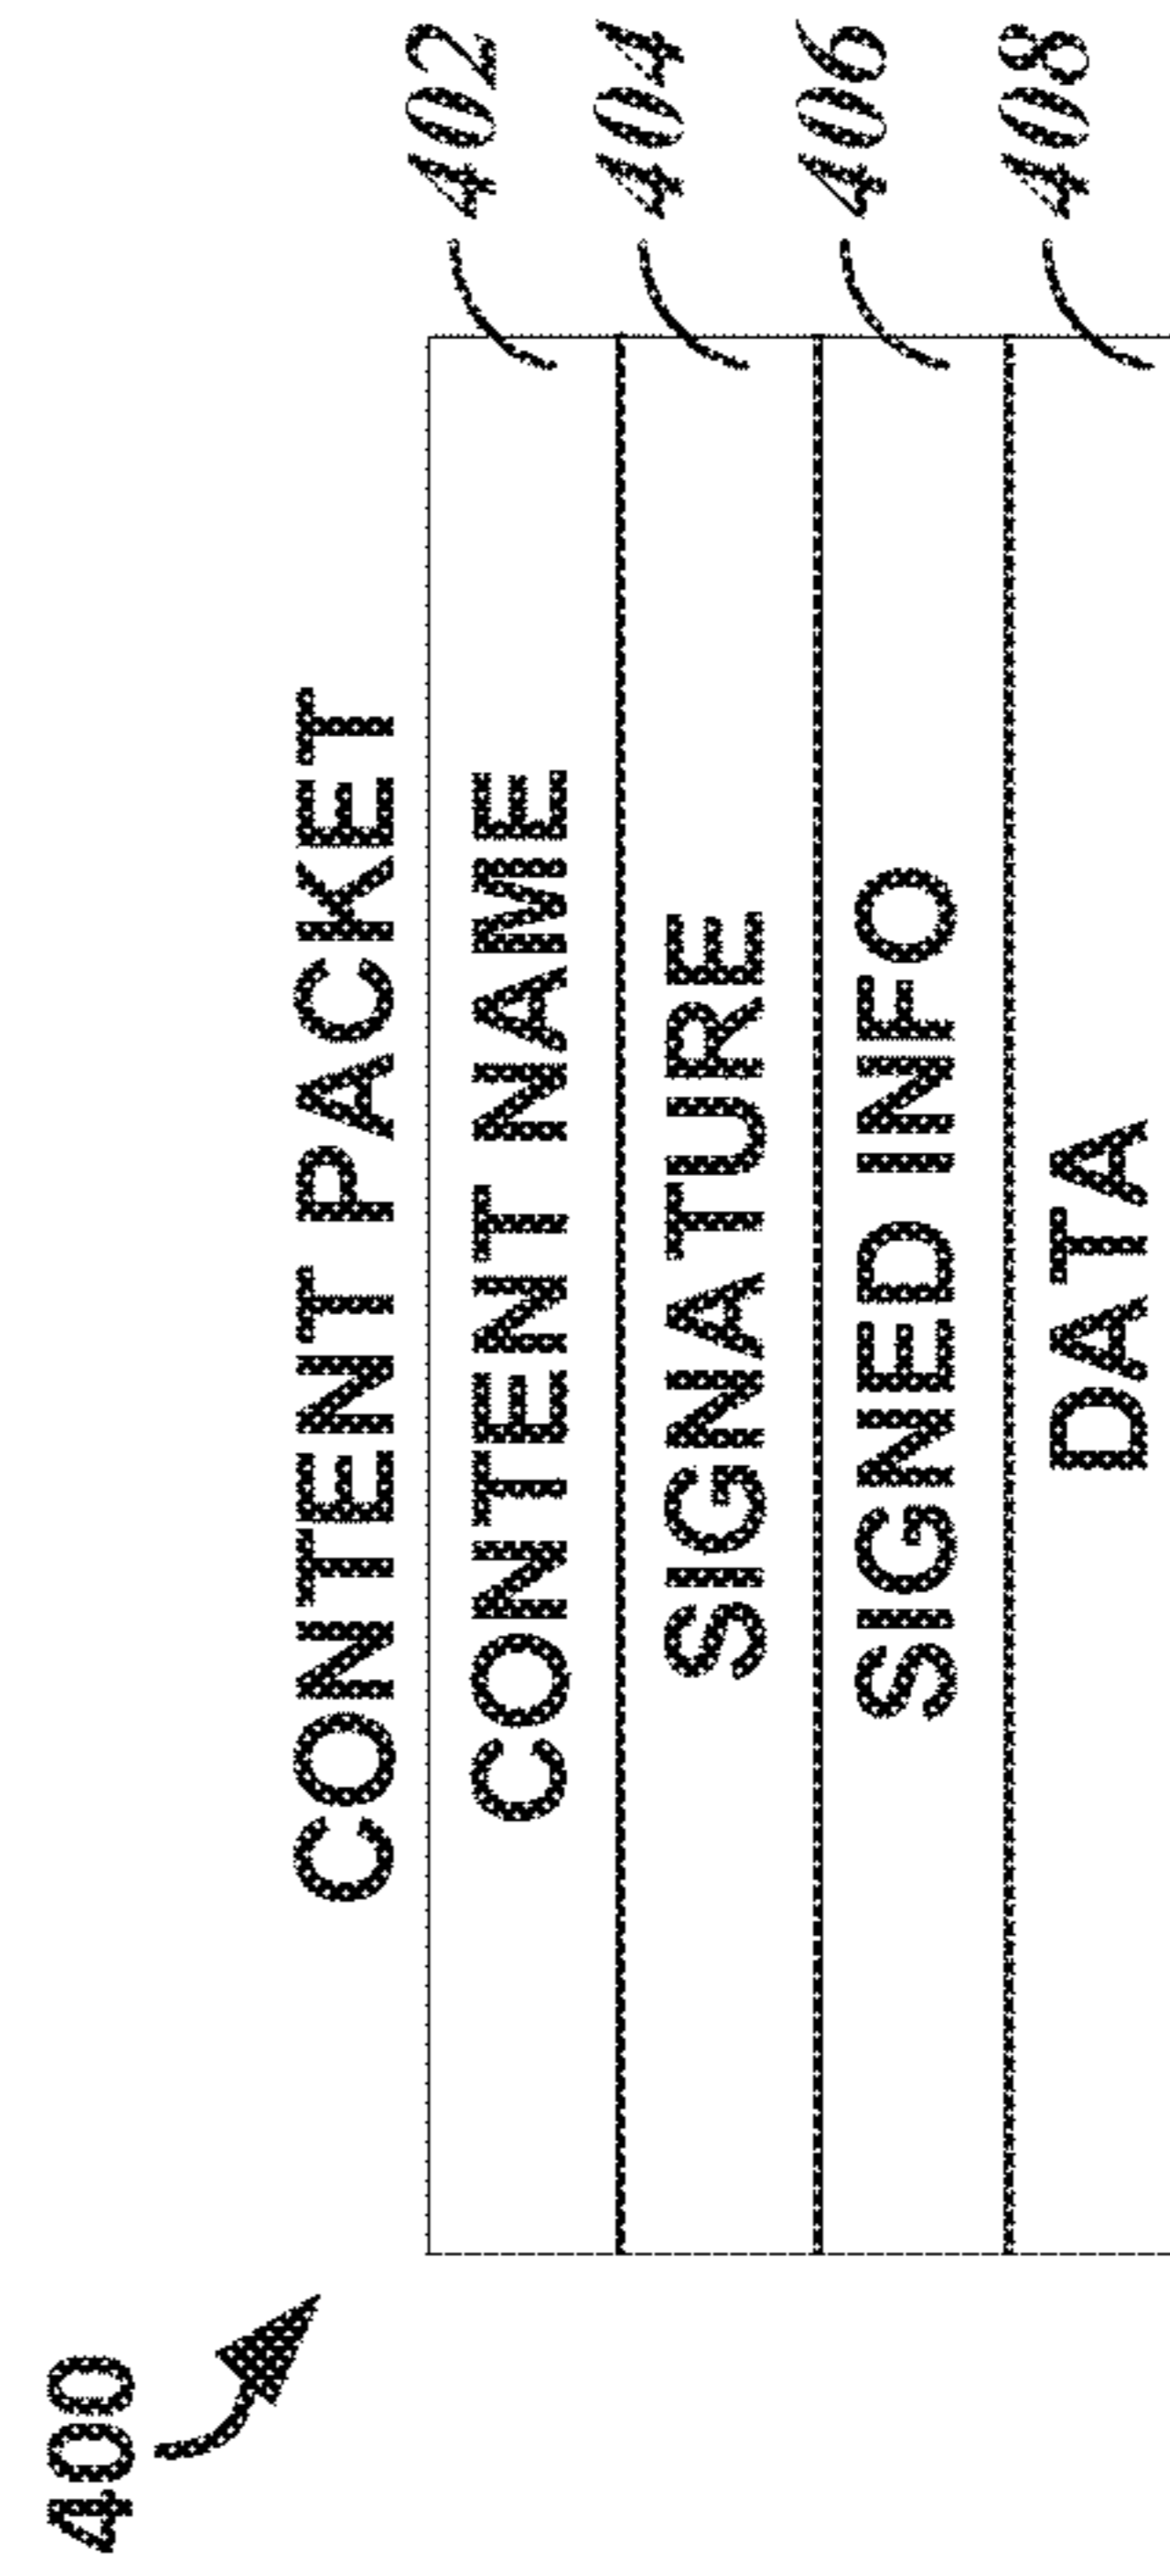 400
CONTENT PACKET
CONTENT NAME 402
SIGNATURE 404
SIGNED INFO 406
DATA 408